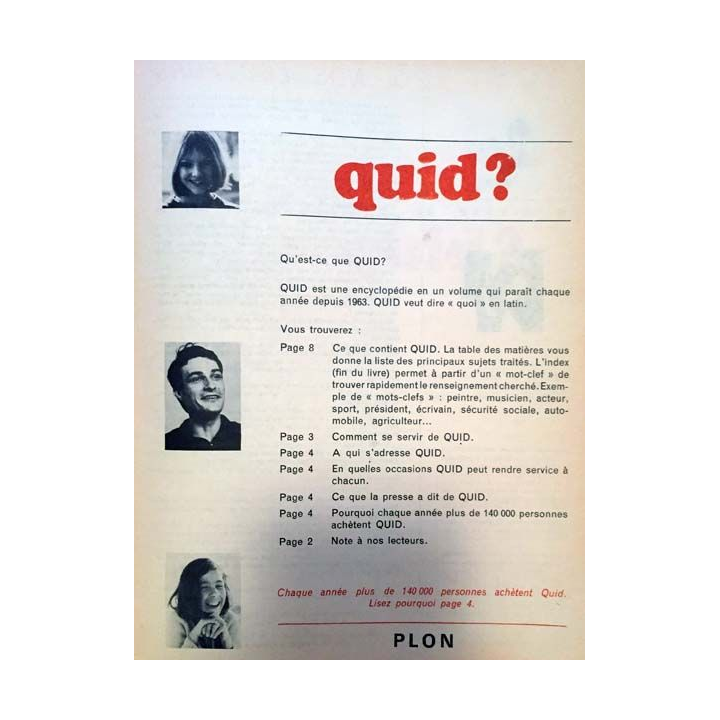 quid?
Qu'est-ce que QUID?
QUID est une encyclopédie en un volume qui paraît chaque
année depuis 1963. QUID veut dire « quoi » en latin.
Vous trouverez :
Page 8 Ce que contient QUID. La table des matières vous
donne la liste des principaux sujets traités. L'index
(fin du livre) permet à partir d'un « mot-clef » de
trouver rapidement le renseignement cherché. Exem-
ple de « mots-clefs » : peintre, musicien, acteur,
sport, président, écrivain, sécurité sociale, auto-
mobile, agriculteur...
Page 3 Comment se servir de QUID.
Page 4 A qui s'adresse QUID.
Page 4 En quelles occasions QUID peut rendre service à
chacun.
Page 4 Ce que la presse a dit de QUID.
Page 4 Pourquoi chaque année plus de 140 000 personnes
achètent QUID.
Page 2 Note à nos lecteurs.
Chaque année plus de 140 000 personnes achètent Quid.
Lisez pourquoi page 4.
PLON